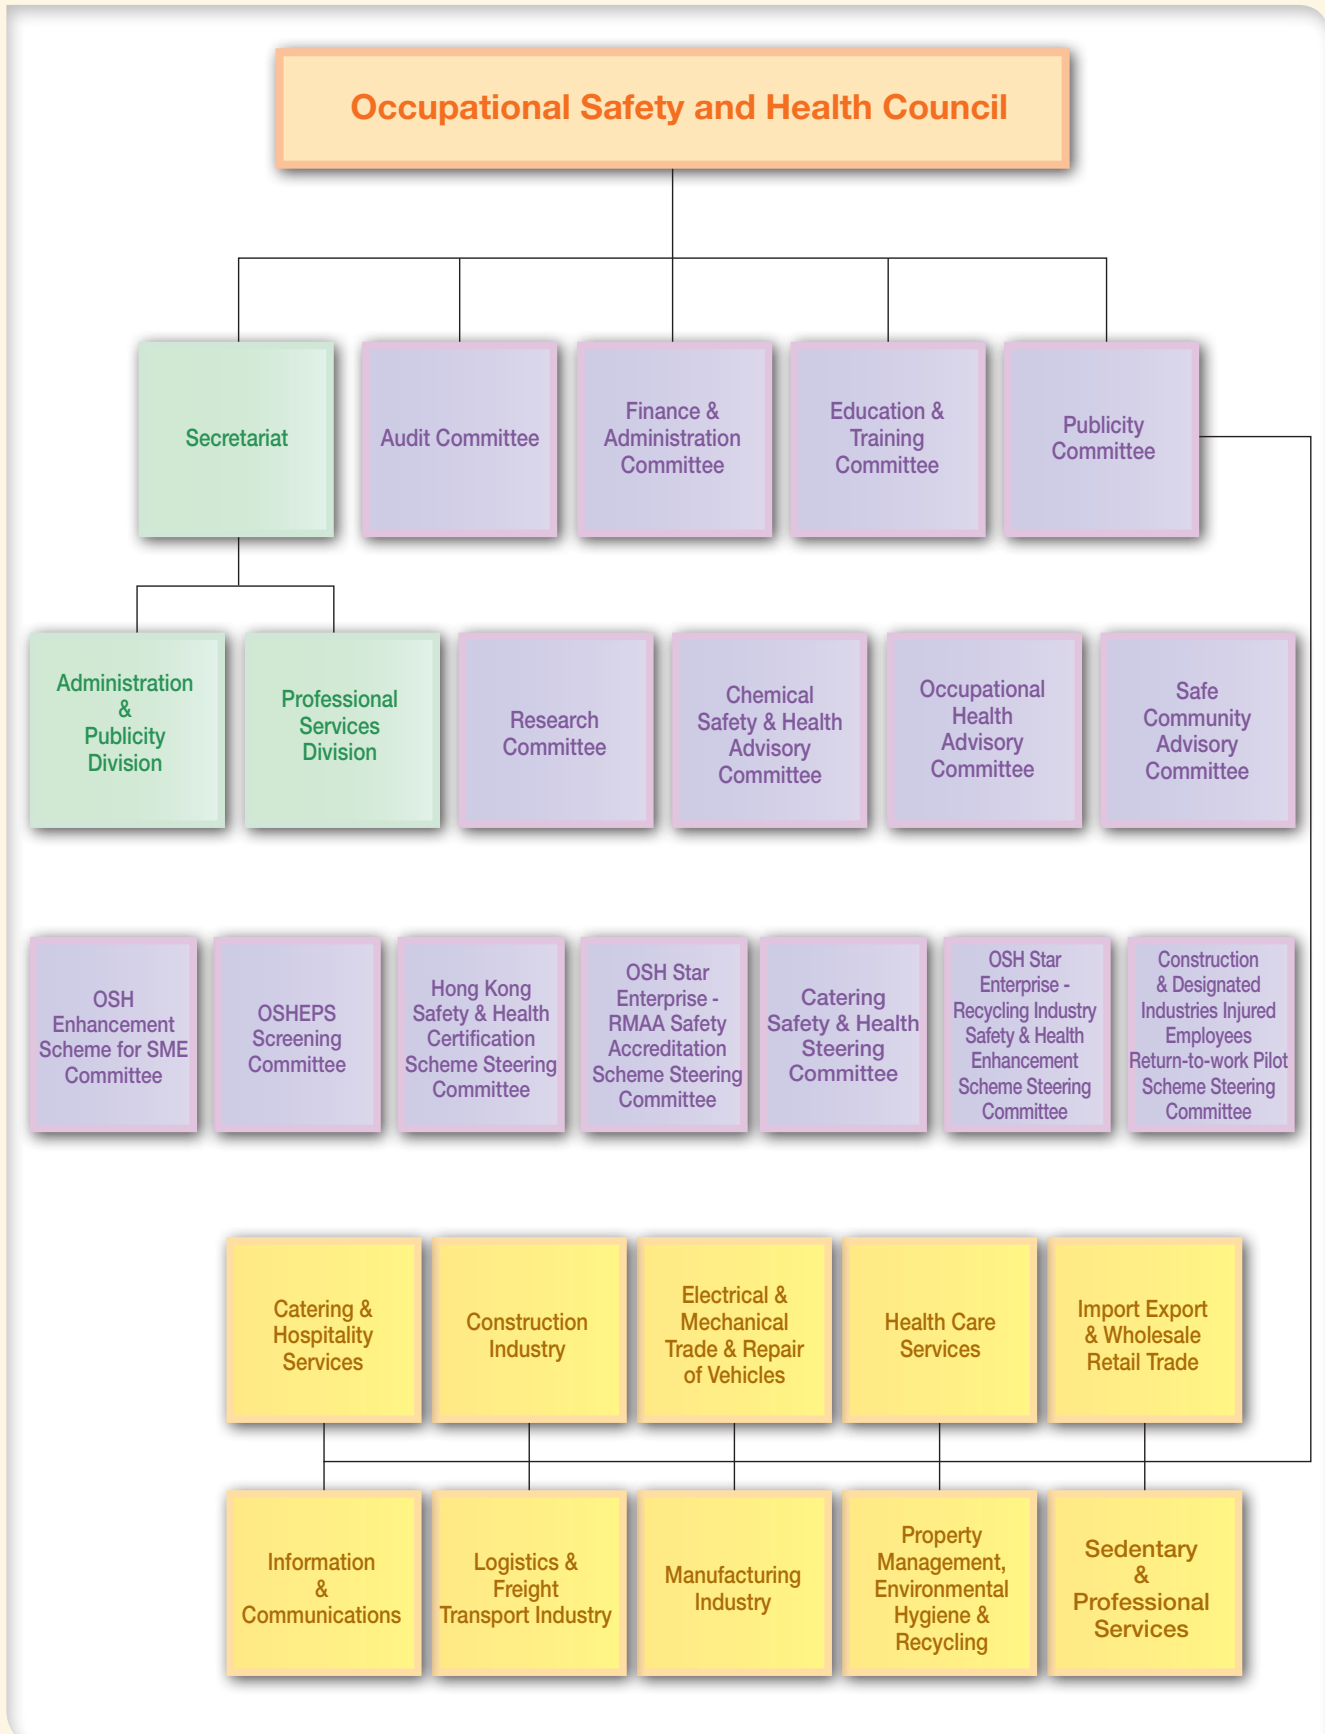 Occupational Safety and Health Council
Secretariat
Audit Committee
Finance &
Administration
Committee
Education &
Training
Committee
Publicity
Committee
Administration
&
Publicity
Division
Professional
Services
Division
Research
Committee
Chemical
Safety & Health
Advisory
Committee
Occupational
Health
Advisory
Committee
Safe
Community
Advisory
Committee
OSH
Enhancement
Scheme for SME
Committee
OSHEPS
Screening
Committee
Hong Kong
Safety & Health
Certification
Scheme Steering
Committee
OSH Star
Enterprise -
RMAA Safety
Accreditation
Scheme Steering
Committee
Catering
Safety & Health
Steering
Committee
OSH Star
Enterprise -
Recycling Industry
Safety & Health
Enhancement
Scheme Steering
Committee
Construction
& Designated
Industries Injured
Employees
Return-to-work Pilot
Scheme Steering
Committee
Catering &
Hospitality
Services
Construction
Industry
Electrical &
Mechanical
Trade & Repair
of Vehicles
Health Care
Services
Import Export
& Wholesale
Retail Trade
Information
&
Communications
Logistics &
Freight
Transport Industry
Manufacturing
Industry
Property
Management,
Environmental
Hygiene &
Recycling
Sedentary
&
Professional
Services